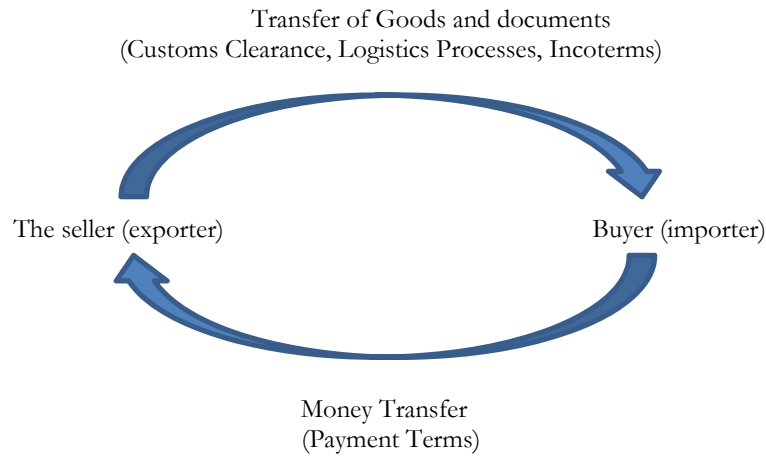 Transfer of Goods and documents
(Customs Clearance, Logistics Processes, Incoterms)
The seller (exporter)
Buyer (importer)
Money Transfer
(Payment Terms)